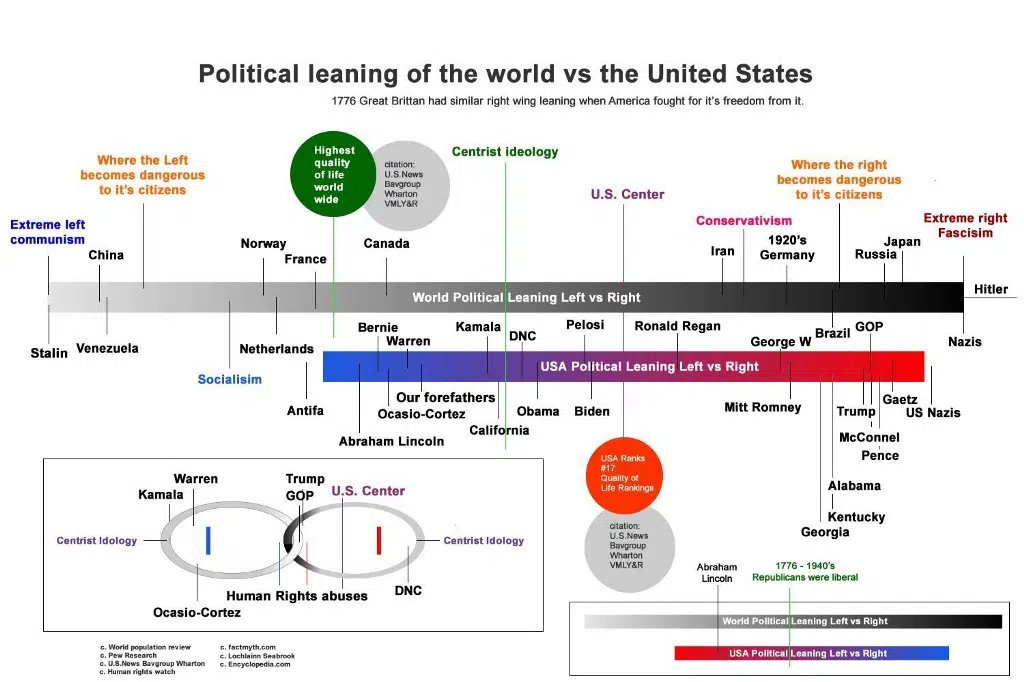 Political leaning of the world vs the United States
1776 Great Brittan had similar right wing leaning when America fought for it's freedom from it.
Where the Left
becomes dangerous
to it's citizens
Highest
quality
of life
world
wide
citation:
U.S.News
Bavgroup
Wharton
VMLY&R
Centrist ideology
U.S. Center
Where the right
becomes dangerous
to it's citizens
Extreme left
communism
Conservativism
Extreme right
Fascisim
China
Norway
France
Canada
Iran
1920's
Germany
Russia
Japan
Hitler
World Political Leaning Left vs Right
Stalin
Venezuela
Socialisim
Netherlands
Brazil
Nazis
Bernie
Warren
Kamala
DNC
Pelosi
Ronald Regan
George W
GOP
USA Political Leaning Left vs Right
Antifa
Abraham Lincoln
Ocasio-Cortez
Our forefathers
California
Obama
Biden
Mitt Romney
Trump
Gaetz
US Nazis
McConnel
Pence
Alabama
Kentucky
Georgia
USA Ranks
#17
Quality of
Life Rankings
citation:
U.S.News
Bavgroup
Wharton
VMLY&R
Warren
Kamala
Trump
GOP
U.S. Center
Centrist Idology
Centrist Idology
Human Rights abuses
DNC
Ocasio-Cortez
Abraham
Lincoln
1776 - 1940's
Republicans were liberal
World Political Leaning Left vs Right
USA Political Leaning Left vs Right
c. World population review
c. Pew Research
c. U.S.News Bavgroup Wharton
c. Human rights watch
c. factmyth.com
c. Lochlainn Seabrook
c. Encyclopedia.com